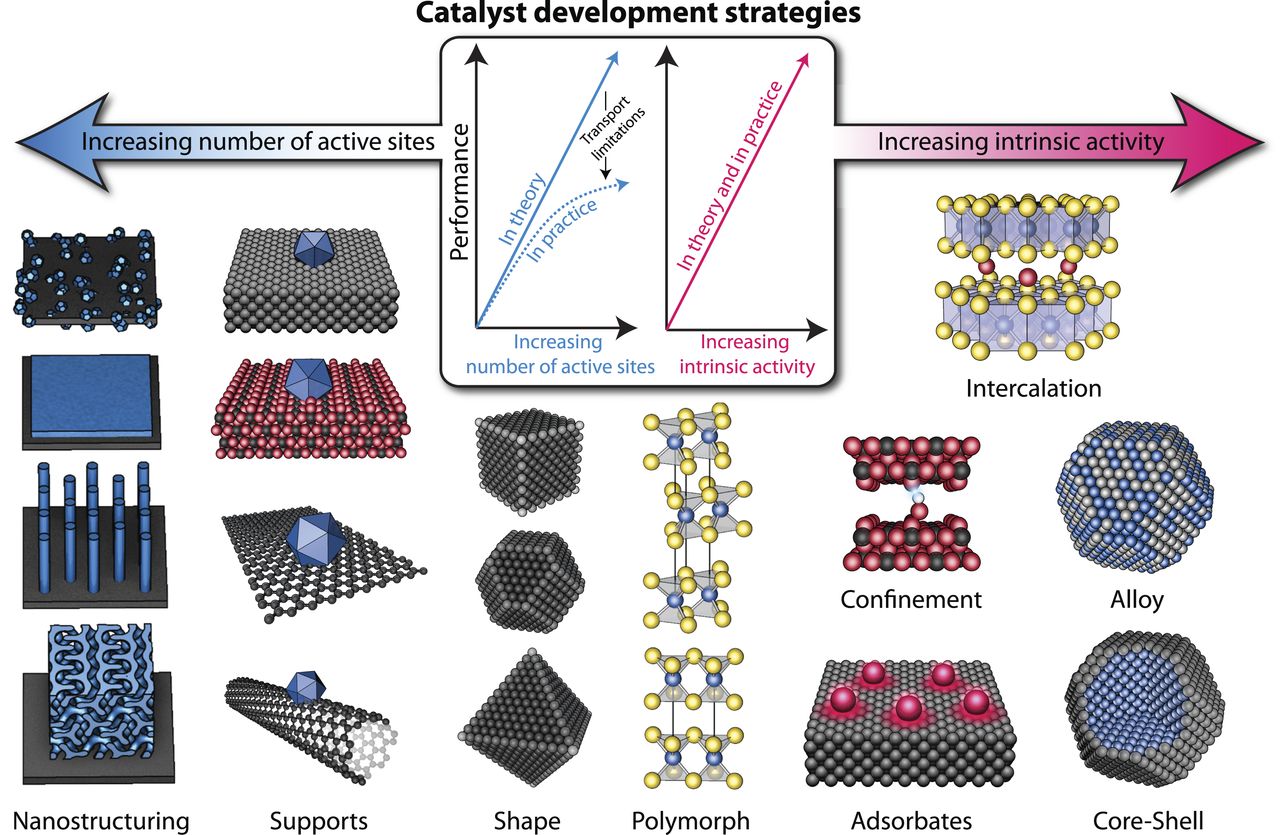 Catalyst development strategies
Increasing number of active sites
Increasing intrinsic activity
Performance
In theory
In practice
Transport
limitations
Increasing
number of active sites
In theory and in practice
Increasing
intrinsic activity
Intercalation
Confinement
Alloy
Nanostructuring
Supports
Shape
Polymorph
Adsorbates
Core-Shell